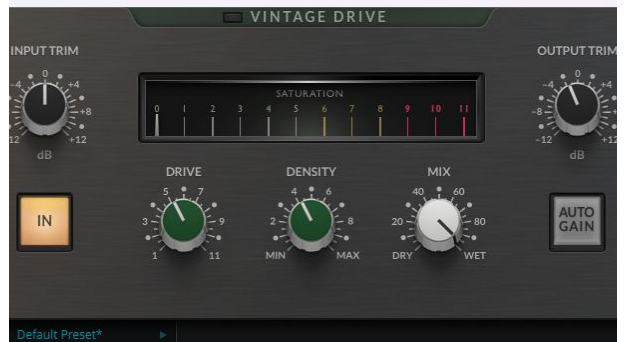 VINTAGE DRIVE
INPUT TRIM
OUTPUT TRIM
SATURATION
0 1 2 3 4 5 6 7 8 9 10 11
0
-4 +4
+8
12 +12
dB
0
-4 +4
-8
-12 +12
dB
DRIVE
5 7
3 9
1 11
DENSITY
4 6
2 8
MIN MAX
MIX
40 60
20 80
DRY WET
IN
AUTO
GAIN
Default Preset*